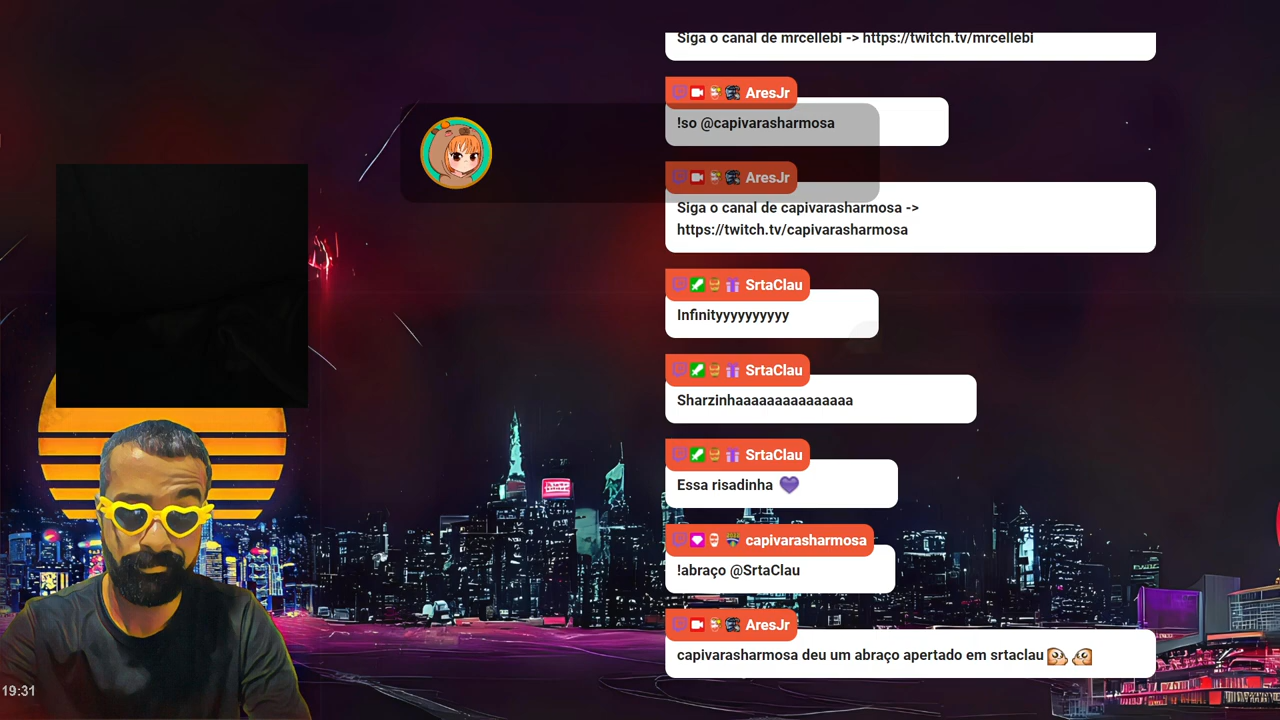 Siga o canal de mrcellebi -> https://twitch.tv/mrcellebi
AresJr
!so @capivarasharmosa
AresJr
Siga o canal de capivarasharmosa ->
https://twitch.tv/capivarasharmosa
SrtaClau
Infinityyyyyyyyyy
SrtaClau
Sharzinhaaaaaaaaaaaaaaa
SrtaClau
Essa risadinha 💜
capivarasharmosa
!abraço @SrtaClau
AresJr
capivarasharmosa deu um abraço apertado em srtaclau
19:31